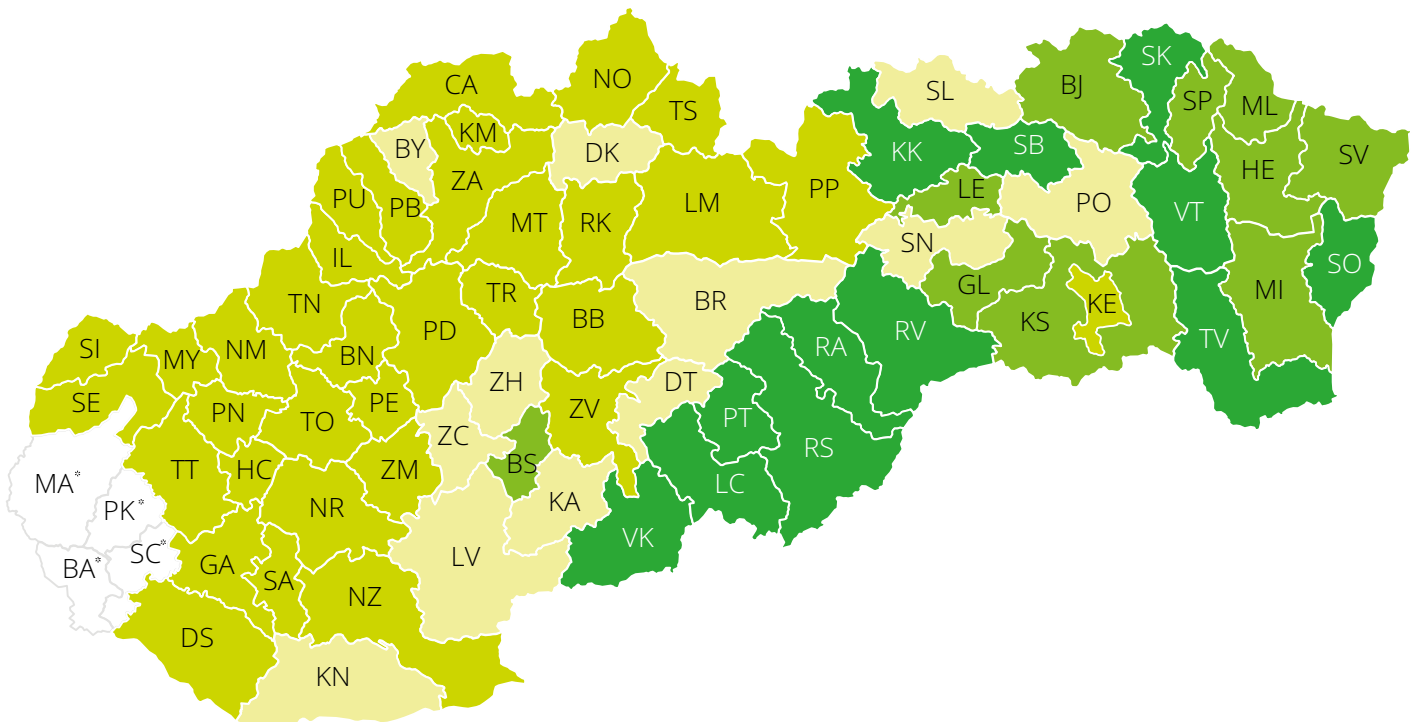 NO
CA
TS
KM
BY
DK
ZA
PU
PB
MT
RK
LM
PP
IL
TN
TR
BB
BR
PD
SI
MY
NM
BN
ZH
DT
SE
PN
TO
PE
ZV
ZC
TT
HC
ZM
BS
MA*
PK*
NR
KA
SC*
BA*
GA
SA
LV
NZ
DS
KN
SL
BJ
SK
SP
ML
KK
SB
HE
SV
LE
PO
VT
SN
SO
GL
MI
KS
KE
RV
RA
TV
PT
RS
LC
VK